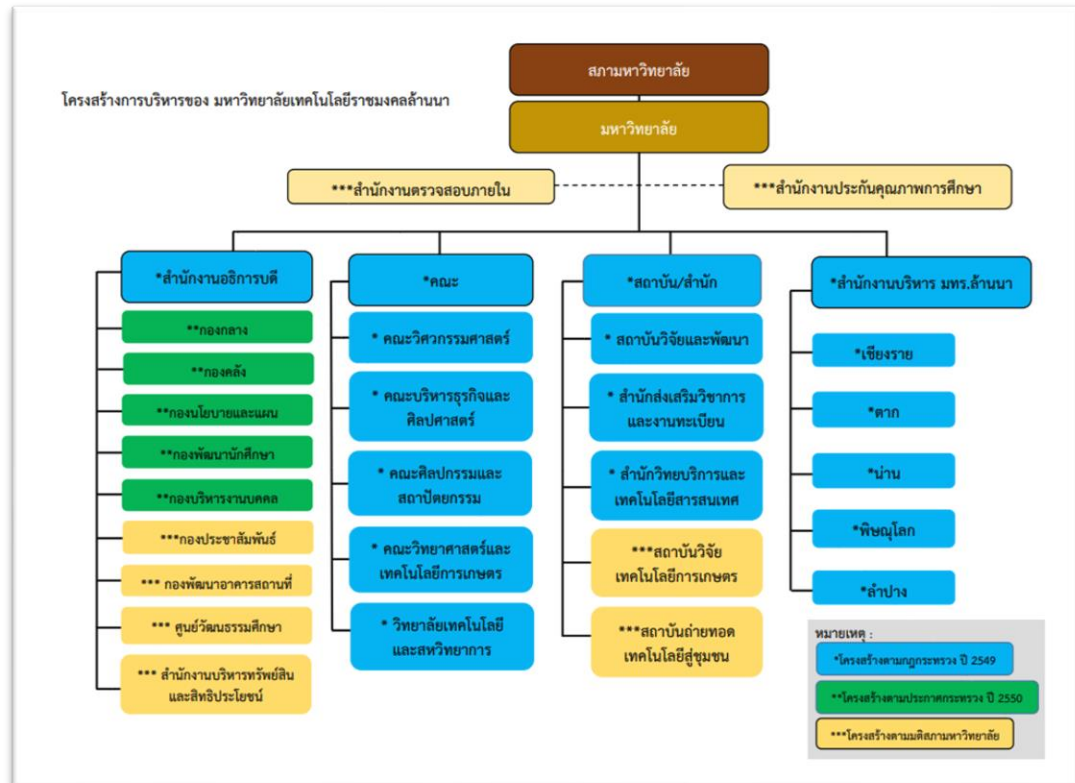 สภามหาวิทยาลัย
โครงสร้างการบริหารของ มหาวิทยาลัยเทคโนโลยีราชมงคลล้านนา
มหาวิทยาลัย
***สำนักงานตรวจสอบภายใน
***สำนักงานประกันคุณภาพการศึกษา
*สำนักงานอธิการบดี
**กองกลาง
**กองคลัง
**กองนโยบายและแผน
**กองพัฒนานักศึกษา
**กองบริหารงานบุคคล
***กองประชาสัมพันธ์
*** กองพัฒนาอาคารสถานที่
*** ศูนย์วัฒนธรรมศึกษา
*** สำนักงานบริหารทรัพย์สิน
และสิทธิประโยชน์
*คณะ
* คณะวิศวกรรมศาสตร์
* คณะบริหารธุรกิจและ
ศิลปศาสตร์
* คณะศิลปกรรมและ
สถาปัตยกรรม
* คณะวิทยาศาสตร์และ
เทคโนโลยีการเกษตร
* วิทยาลัยเทคโนโลยี
และสหวิทยาการ
*สถาบัน/สำนัก
* สถาบันวิจัยและพัฒนา
* สำนักส่งเสริมวิชาการ
และงานทะเบียน
* สำนักวิทยบริการและ
เทคโนโลยีสารสนเทศ
***สถาบันวิจัย
เทคโนโลยีการเกษตร
***สถาบันถ่ายทอด
เทคโนโลยีสู่ชุมชน
*สำนักงานบริหาร มทร.ล้านนา
*เชียงราย
*ตาก
*น่าน
*พิษณุโลก
*ลำปาง
หมายเหตุ :
*โครงสร้างตามกฎกระทรวง ปี 2549
**โครงสร้างตามประกาศกระทรวง ปี 2550
***โครงสร้างตามมติสภามหาวิทยาลัย